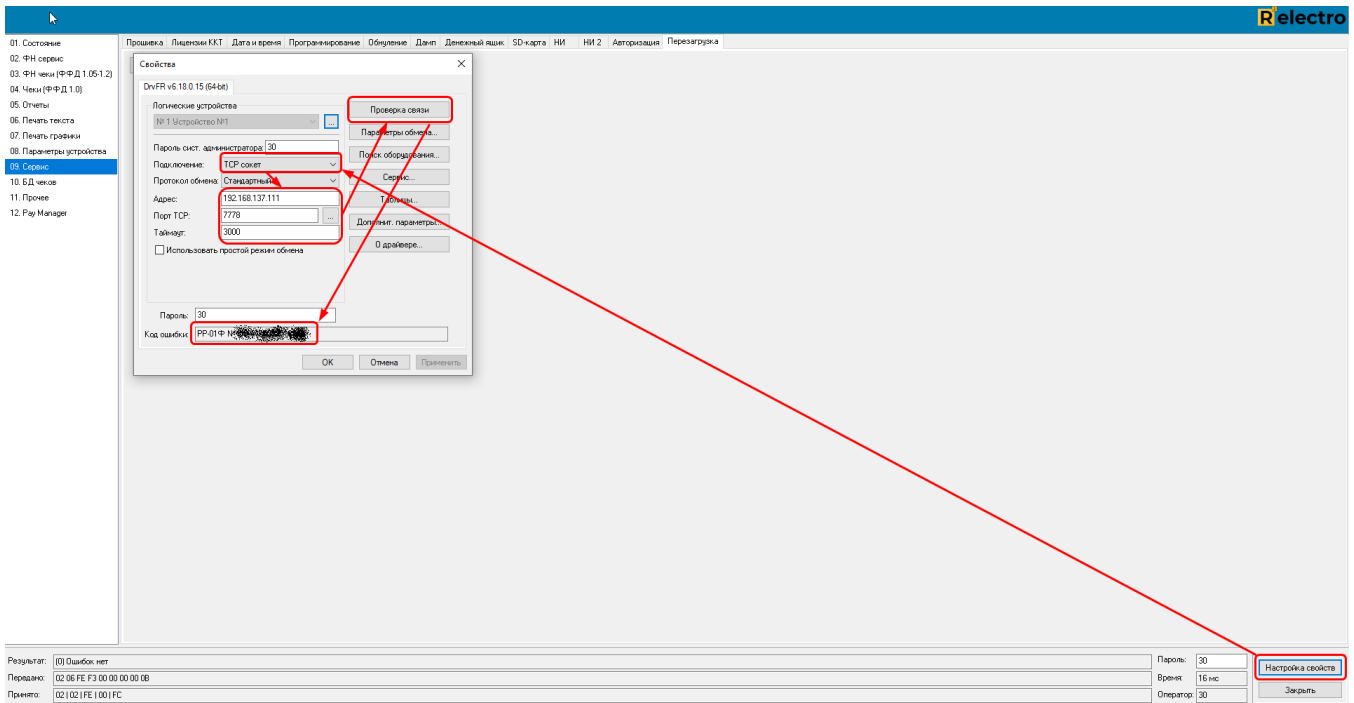 R electro
01. Состояние
02. ФН сервис
03. ФН чеки (ФФД 1.05-1.2)
04. Чеки (ФФД 1.0)
05. Отчеты
06. Печать текста
07. Печать графики
08. Параметры устройства
09. Сервис
10. БД чеков
11. Прочее
12. Pay Manager
Прошивка Лицензии ККТ Дата и время Программирование Обнуление Дамп Денежный ящик SD-карта НИ НИ 2 Авторизация Перезагрузка
Свойства
DrvFR v6.18.0.15 (64-bit)
Логические устройства
№ 1 Устройство №1
...
Пароль сист. администратора: 30
Подключение: TCP сокет
Протокол обмена: Стандартный
Адрес: 192.168.137.111
Порт TCP: 7778
...
Таймаут: 3000
Использовать простой режим обмена
Проверка связи
Параметры обмена...
Поиск оборудования...
Сервис...
Таблицы...
Дополнит. параметры...
О драйвере...
Пароль: 30
Код ошибки: РР-01Ф №
OK Отмена Применить
Результат: (0) Ошибок нет
Передано: 02 06 FE F3 00 00 00 00 0B
Принято: 02 | 02 | FE | 00 | FC
Пароль: 30
Время: 16 мс
Оператор: 30
Настройка свойств
Закрыть